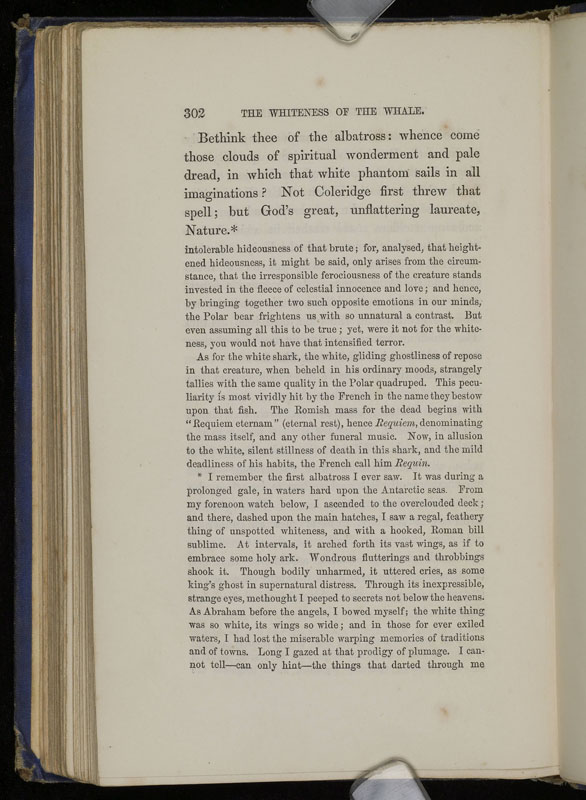 302 THE WHITENESS OF THE WHALE.
Bethink thee of the albatross: whence come
those clouds of spiritual wonderment and pale
dread, in which that white phantom sails in all
imaginations? Not Coleridge first threw that
spell; but God's great, unflattering laureate,
Nature.*
intolerable hideousness of that brute; for, analysed, that height-
ened hideousness, it might be said, only arises from the circum-
stance, that the irresponsible ferociousness of the creature stands
invested in the fleece of celestial innocence and love; and hence,
by bringing together two such opposite emotions in our minds,
the Polar bear frightens us with so unnatural a contrast. But
even assuming all this to be true; yet, were it not for the white-
ness, you would not have that intensified terror.
As for the white shark, the white, gliding ghostliness of repose
in that creature, when beheld in his ordinary moods, strangely
tallies with the same quality in the Polar quadruped. This pecu-
liarity is most vividly hit by the French in the name they bestow
upon that fish. The Romish mass for the dead begins with
"Requiem eternam" (eternal rest), hence Requiem, denominating
the mass itself, and any other funeral music. Now, in allusion
to the white, silent stillness of death in this shark, and the mild
deadliness of his habits, the French call him Requin.
* I remember the first albatross I ever saw. It was during a
prolonged gale, in waters hard upon the Antarctic seas. From
my forenoon watch below, I ascended to the overclouded deck;
and there, dashed upon the main hatches, I saw a regal, feathery
thing of unspotted whiteness, and with a hooked, Roman bill
sublime. At intervals, it arched forth its vast wings, as if to
embrace some holy ark. Wondrous flutterings and throbbings
shook it. Though bodily unharmed, it uttered cries, as some
king's ghost in supernatural distress. Through its inexpressible,
strange eyes, methought I peeped to secrets not below the heavens.
As Abraham before the angels, I bowed myself; the white thing
was so white, its wings so wide; and in those for ever exiled
waters, I had lost the miserable warping memories of traditions
and of towns. Long I gazed at that prodigy of plumage. I can-
not tell—can only hint—the things that darted through me